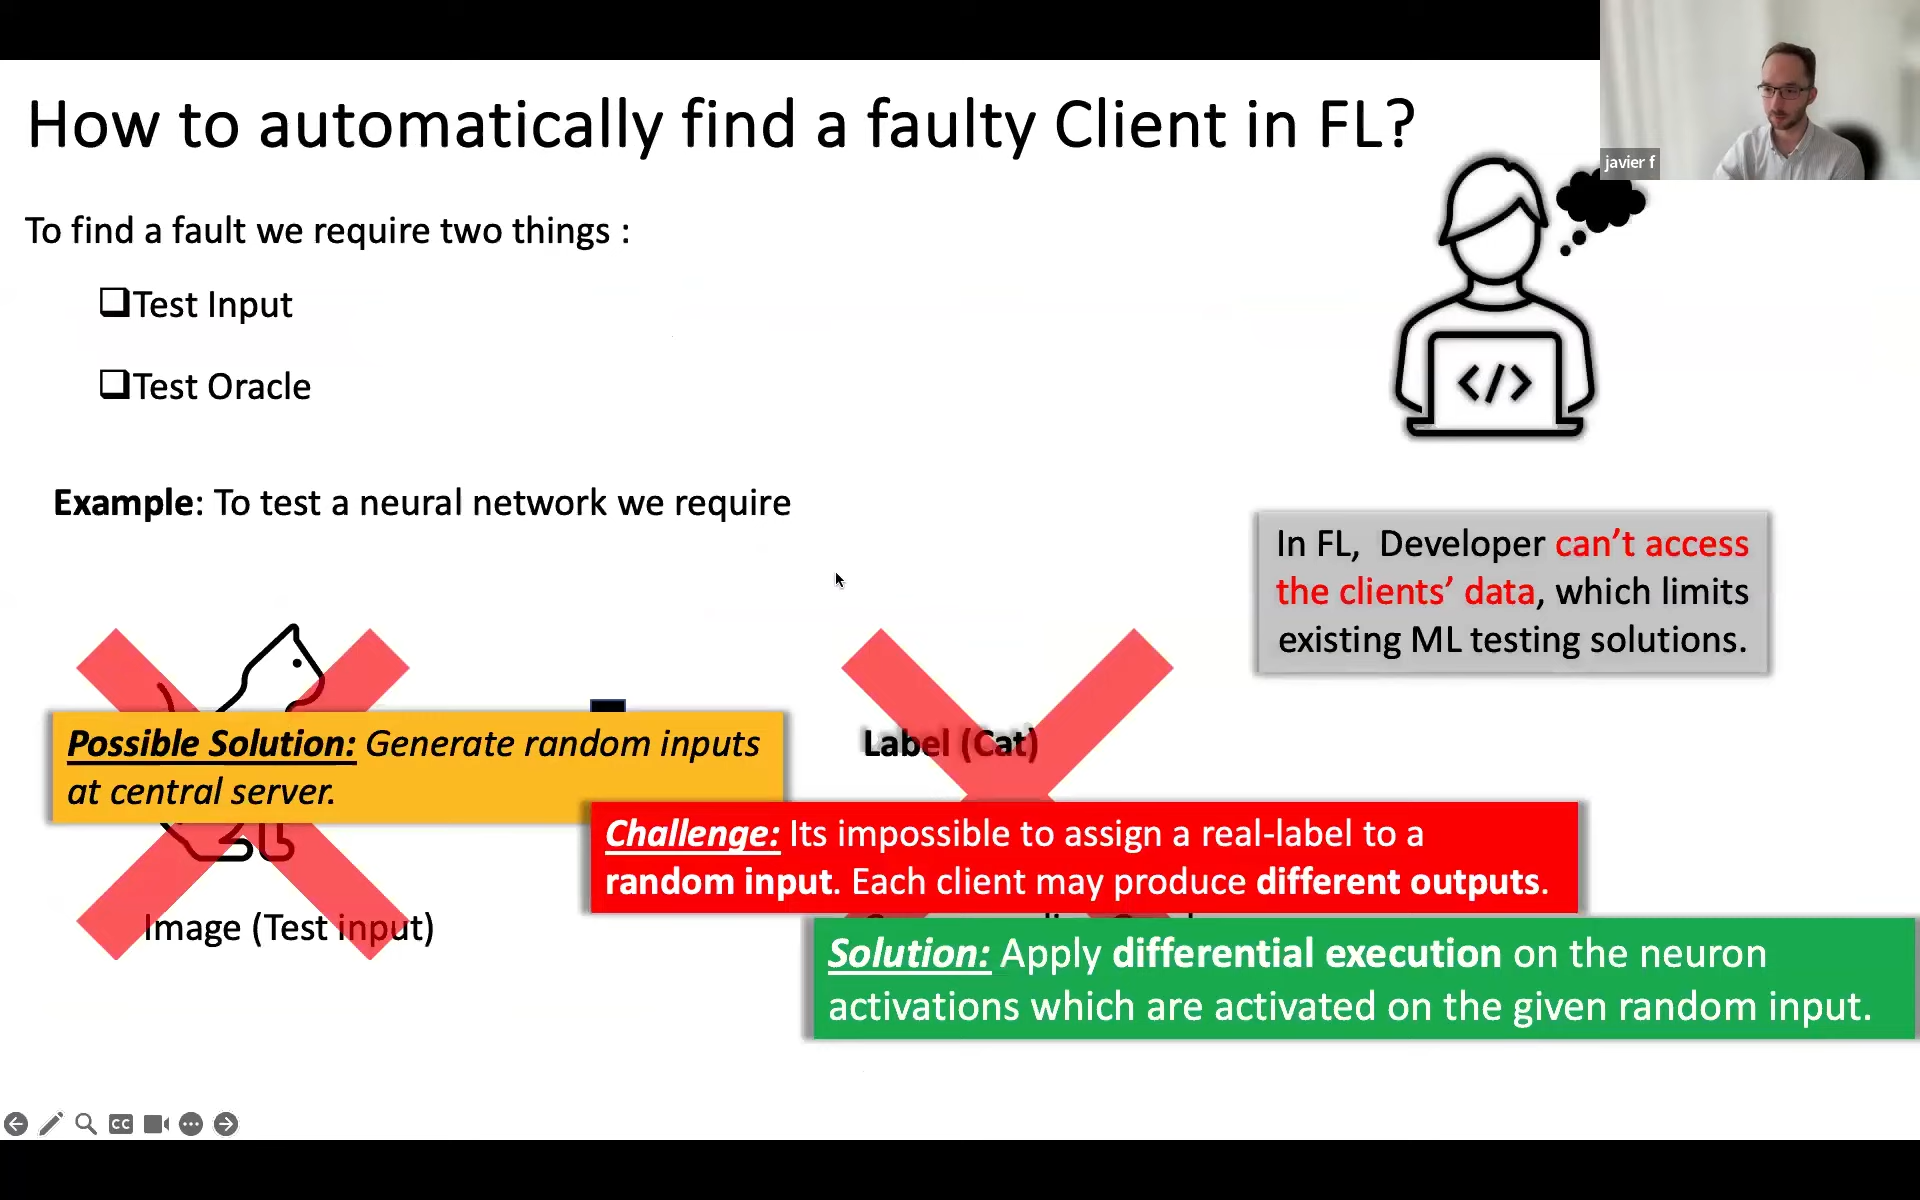 How to automatically find a faulty Client in FL?
javier f
To find a fault we require two things :
Test Input
Test Oracle
</>
Example: To test a neural network we require
In FL, Developer can't access
the clients' data, which limits
existing ML testing solutions.
Possible Solution: Generate random inputs
at central server.
Label (Cat)
Challenge: Its impossible to assign a real-label to a
random input. Each client may produce different outputs.
Image (Test input)
Solution: Apply differential execution on the neuron
activations which are activated on the given random input.
CC